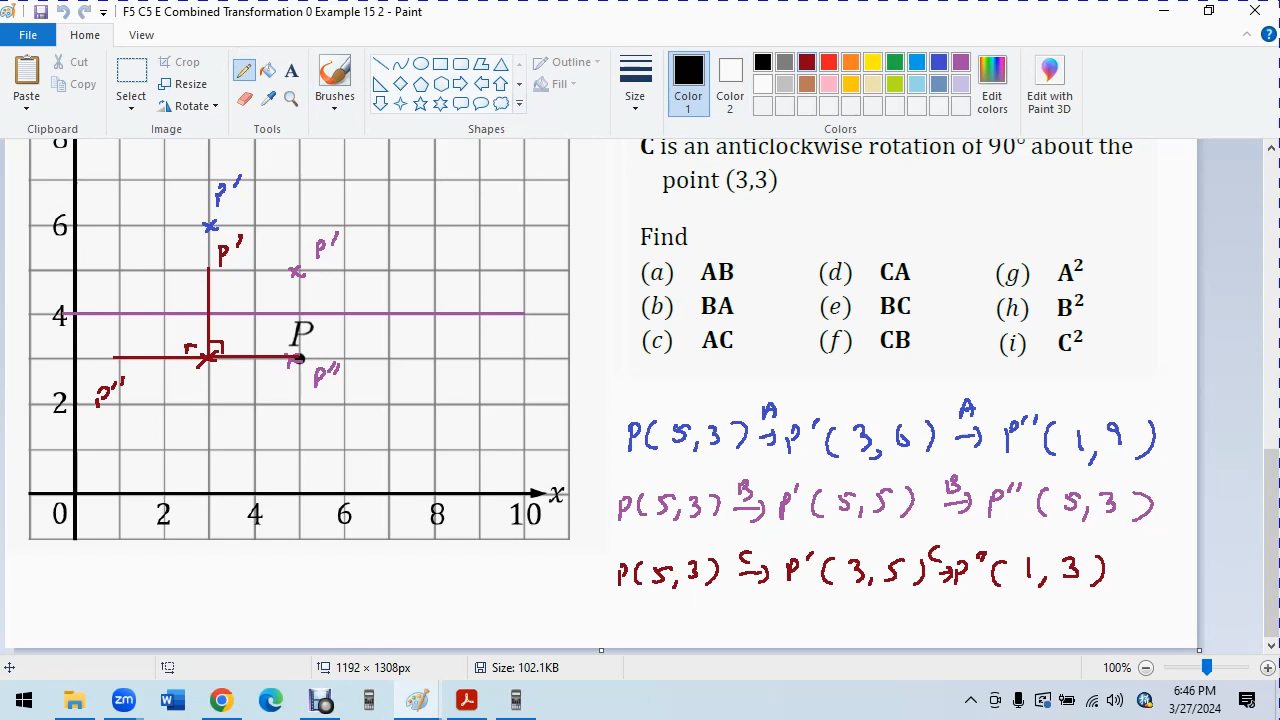 F5 C5 E Combined Transformation 0 Example 15 2 - Paint
File Home View
Paste Cut Copy Clipboard
Select Crop Resize Rotate Image
Tools
Brushes
Outline Fill Shapes
Size
Color 1 Color 2 Edit colors Colors
Edit with Paint 3D
8
6
4
2
0 2 4 6 8 10 x
P'
P'
P'
P
P''
P''
C is an anticlockwise rotation of 90° about the
point (3,3)
Find
(a) AB (d) CA (g) A²
(b) BA (e) BC (h) B²
(c) AC (f) CB (i) C²
P(5,3) A→ P'(3,6) A→ P''(1,9)
P(5,3) B→ P'(5,5) B→ P''(5,3)
P(5,3) C→ P'(3,5) C→ P''(1,3)
1192 × 1308px Size: 102.1KB 100%
6:46 PM
3/27/2024